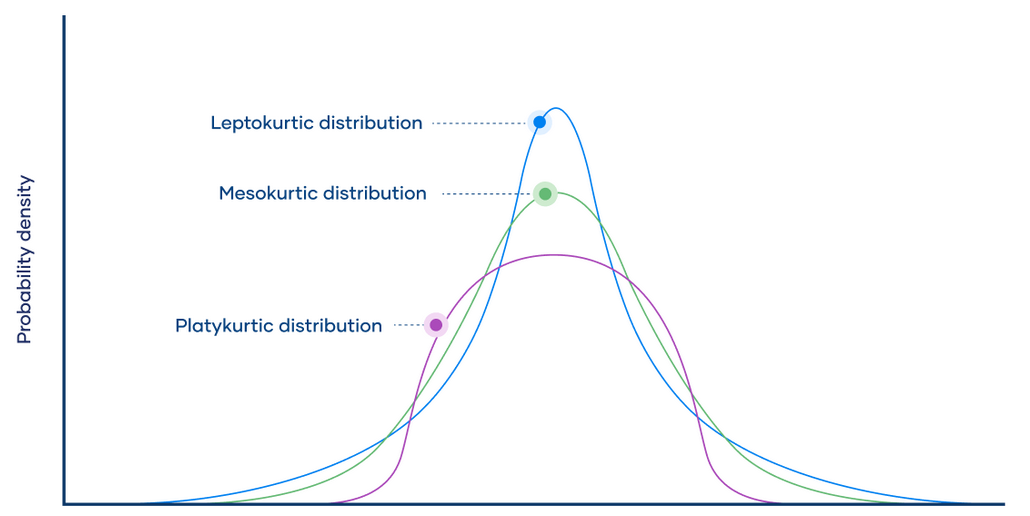 Leptokurtic distribution
Mesokurtic distribution
Platykurtic distribution
Probability density